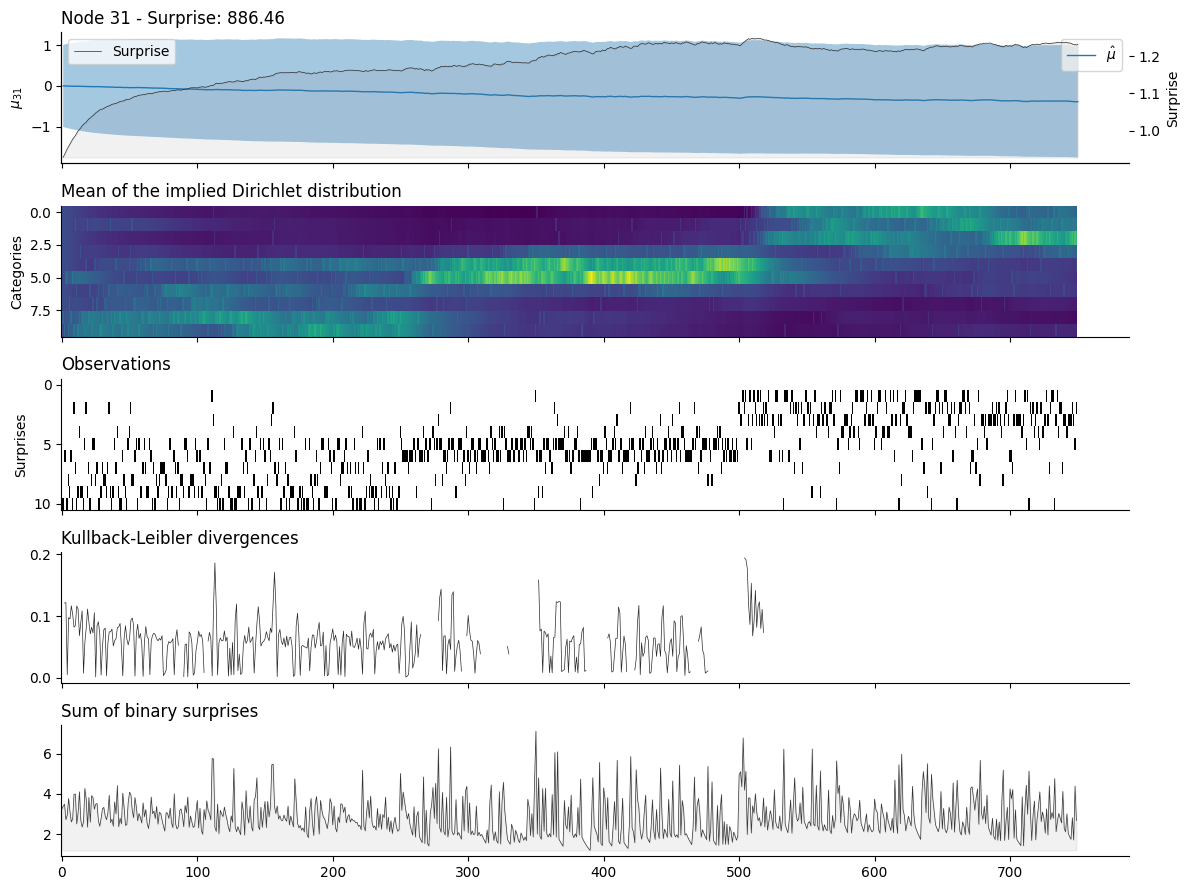 Node 31 - Surprise: 886.46
Surprise
μ̂
1
0
−1
μ₃₁
1.2
1.1
1.0
Surprise
Mean of the implied Dirichlet distribution
0.0
2.5
5.0
7.5
Categories
Observations
0
5
10
Surprises
Kullback-Leibler divergences
0.2
0.1
0.0
Sum of binary surprises
6
4
2
0 100 200 300 400 500 600 700